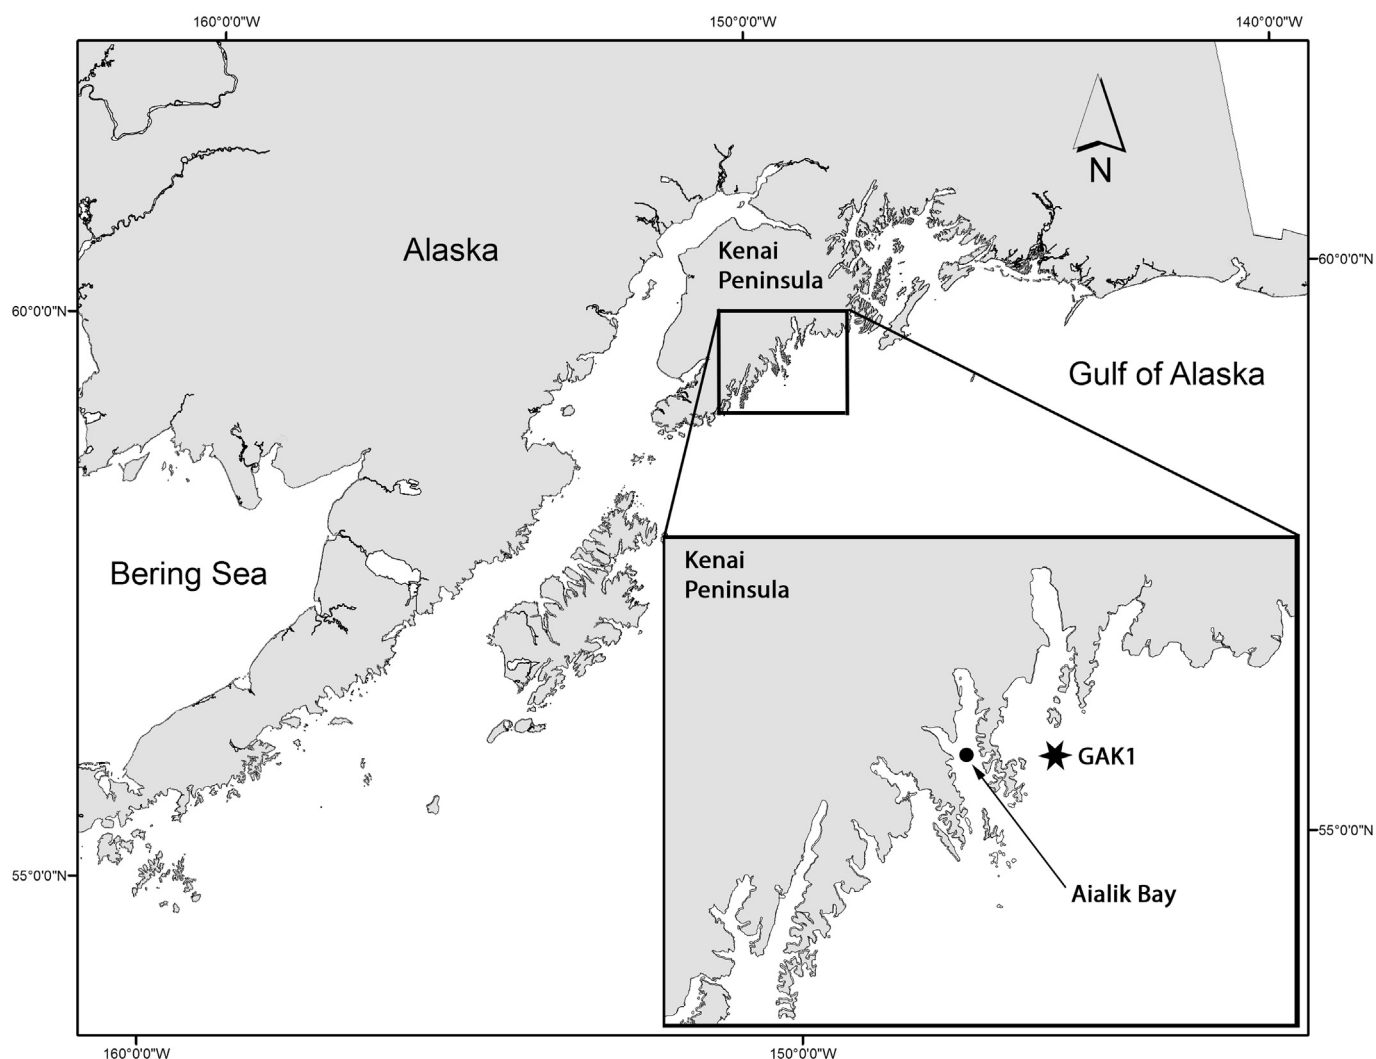 160°0'0"W
150°0'0"W
140°0'0"W
N
Alaska
Kenai
Peninsula
60°0'0"N
60°0'0"N
Gulf of Alaska
Bering Sea
Kenai
Peninsula
GAK1
Aialik Bay
55°0'0"N
55°0'0"N
160°0'0"W
150°0'0"W